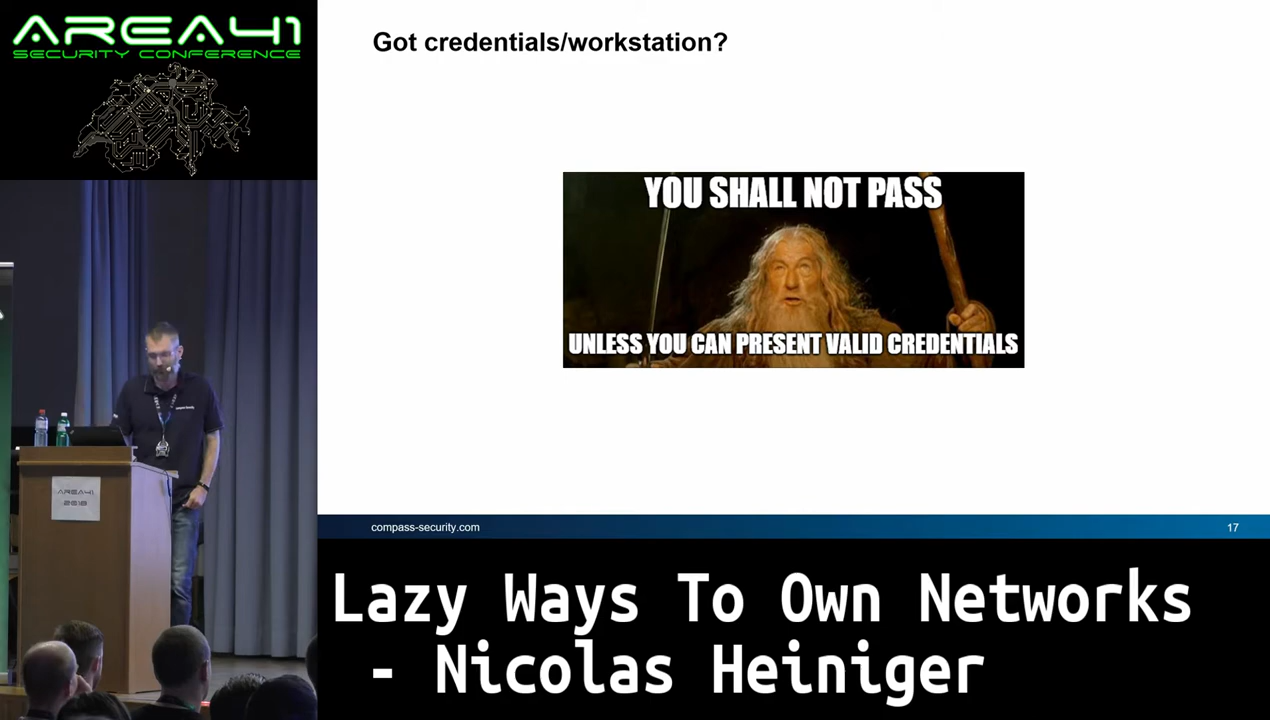 AREA41
SECURITY CONFERENCE
Got credentials/workstation?
YOU SHALL NOT PASS
UNLESS YOU CAN PRESENT VALID CREDENTIALS
AREA41
compass-security.com
17
Lazy Ways To Own Networks
- Nicolas Heiniger